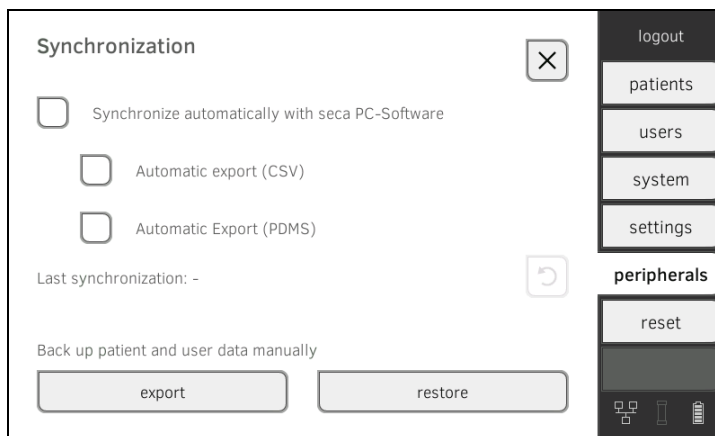 Synchronization
Synchronize automatically with seca PC-Software
Automatic export (CSV)
Automatic Export (PDMS)
Last synchronization: -
Back up patient and user data manually
export
restore
logout
patients
users
system
settings
peripherals
reset